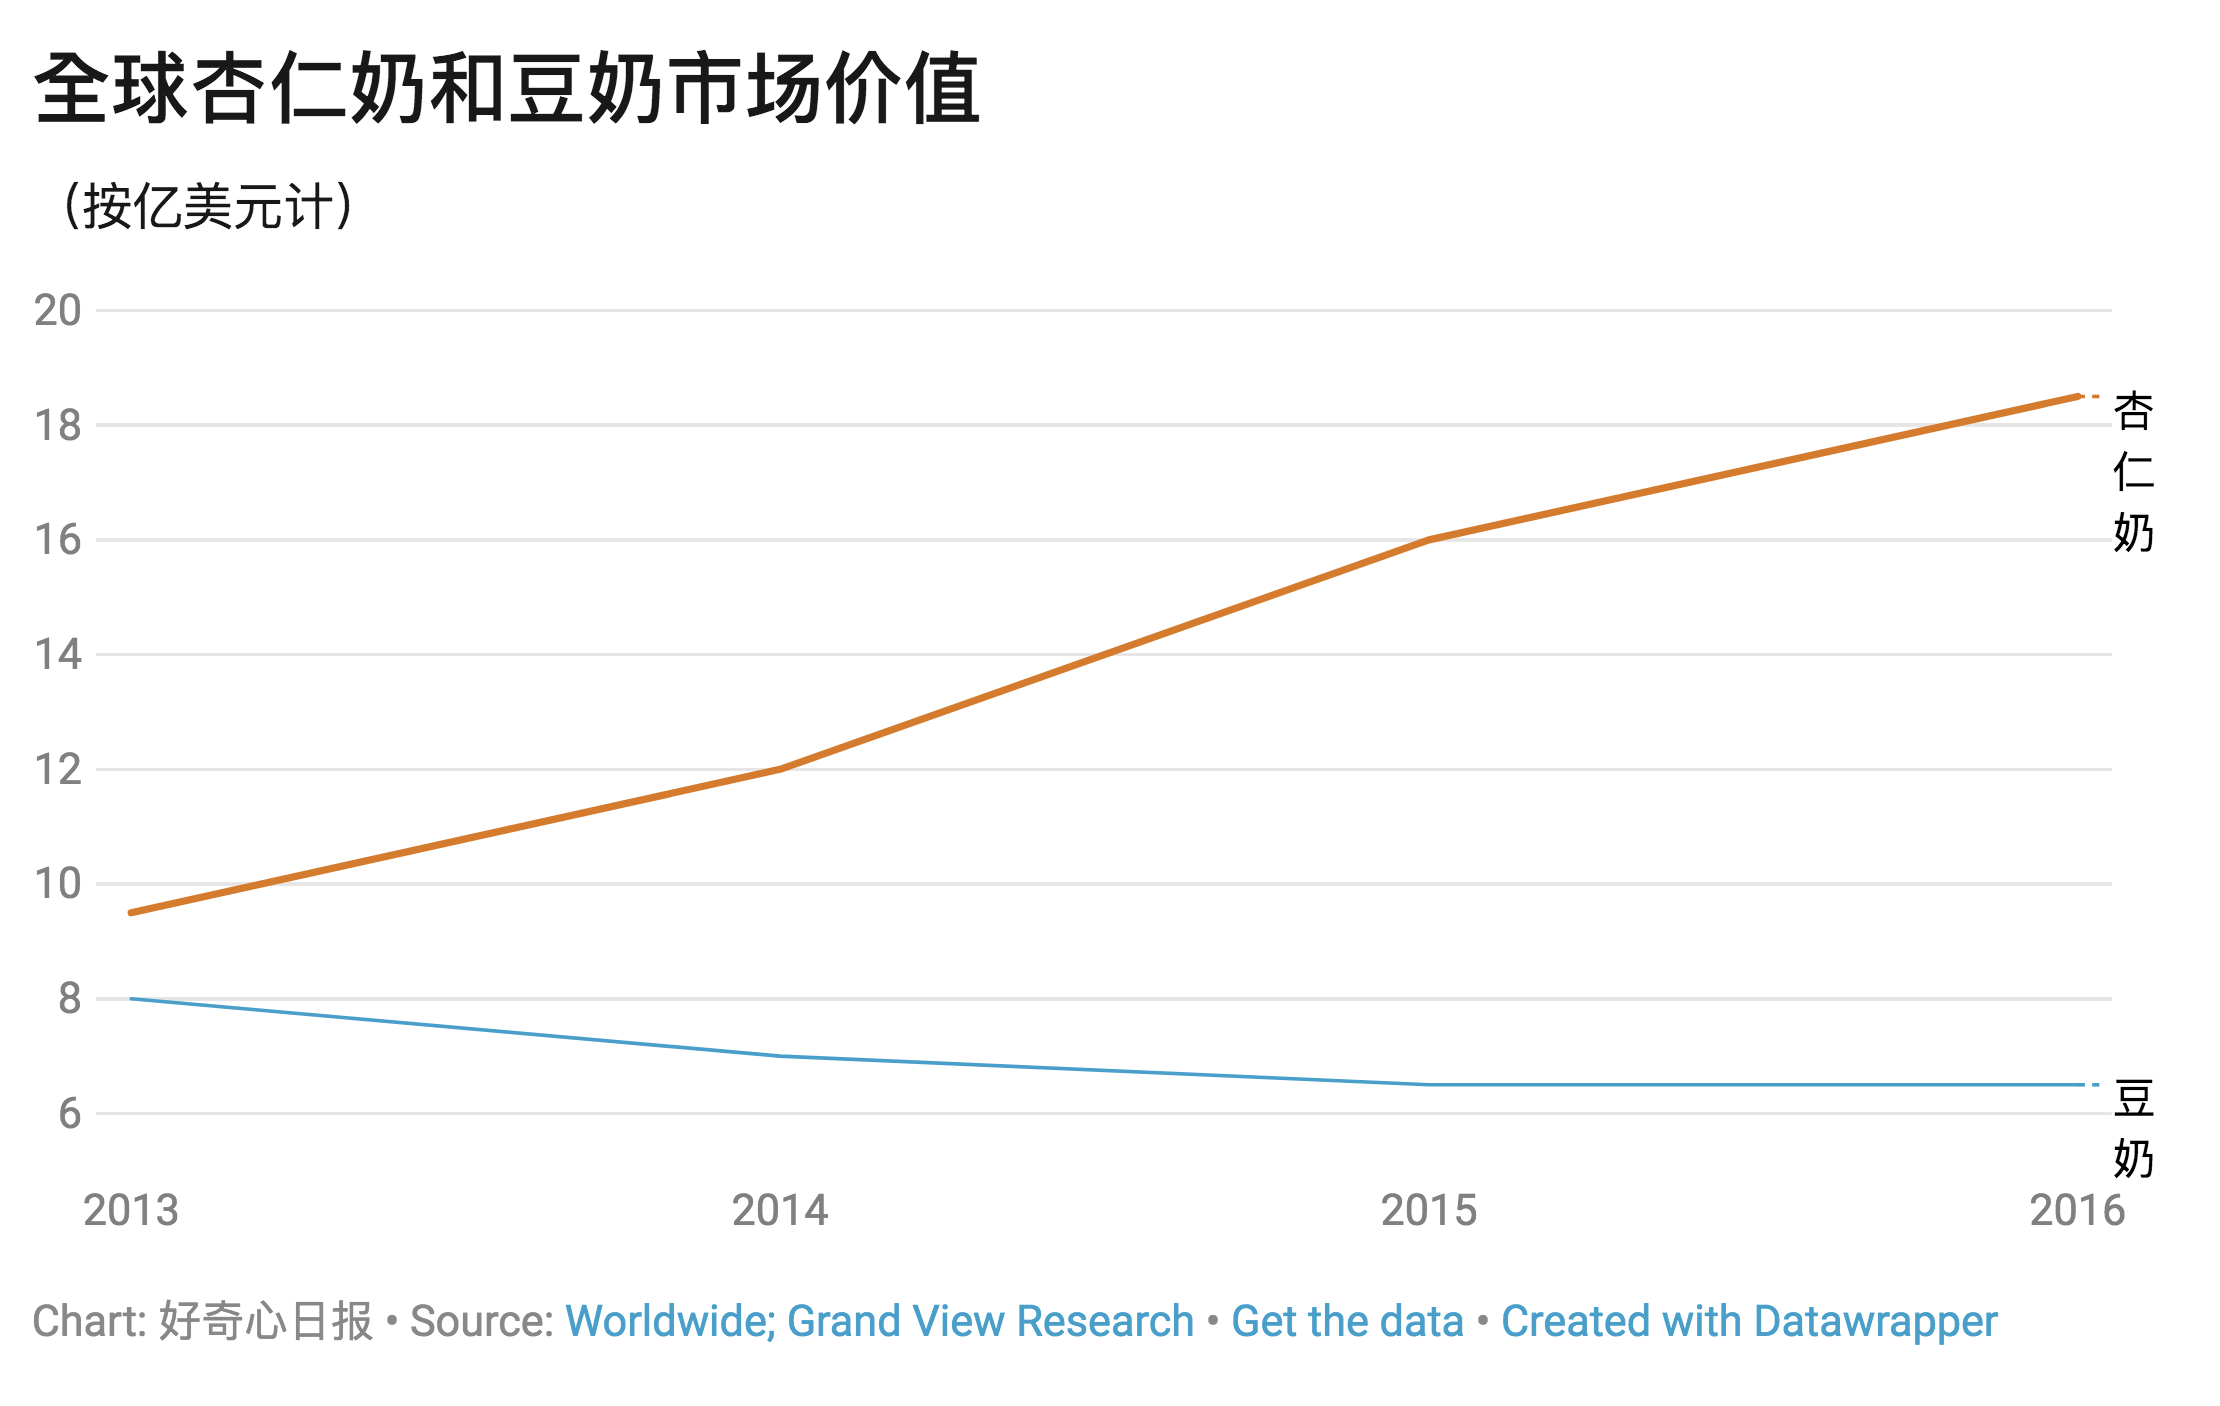 全球杏仁奶和豆奶市场价值
（按亿美元计）
20
18
16
14
12
10
8
6
杏仁奶
豆奶
2013 2014 2015 2016
Chart: 好奇心日报 • Source: Worldwide; Grand View Research • Get the data • Created with Datawrapper